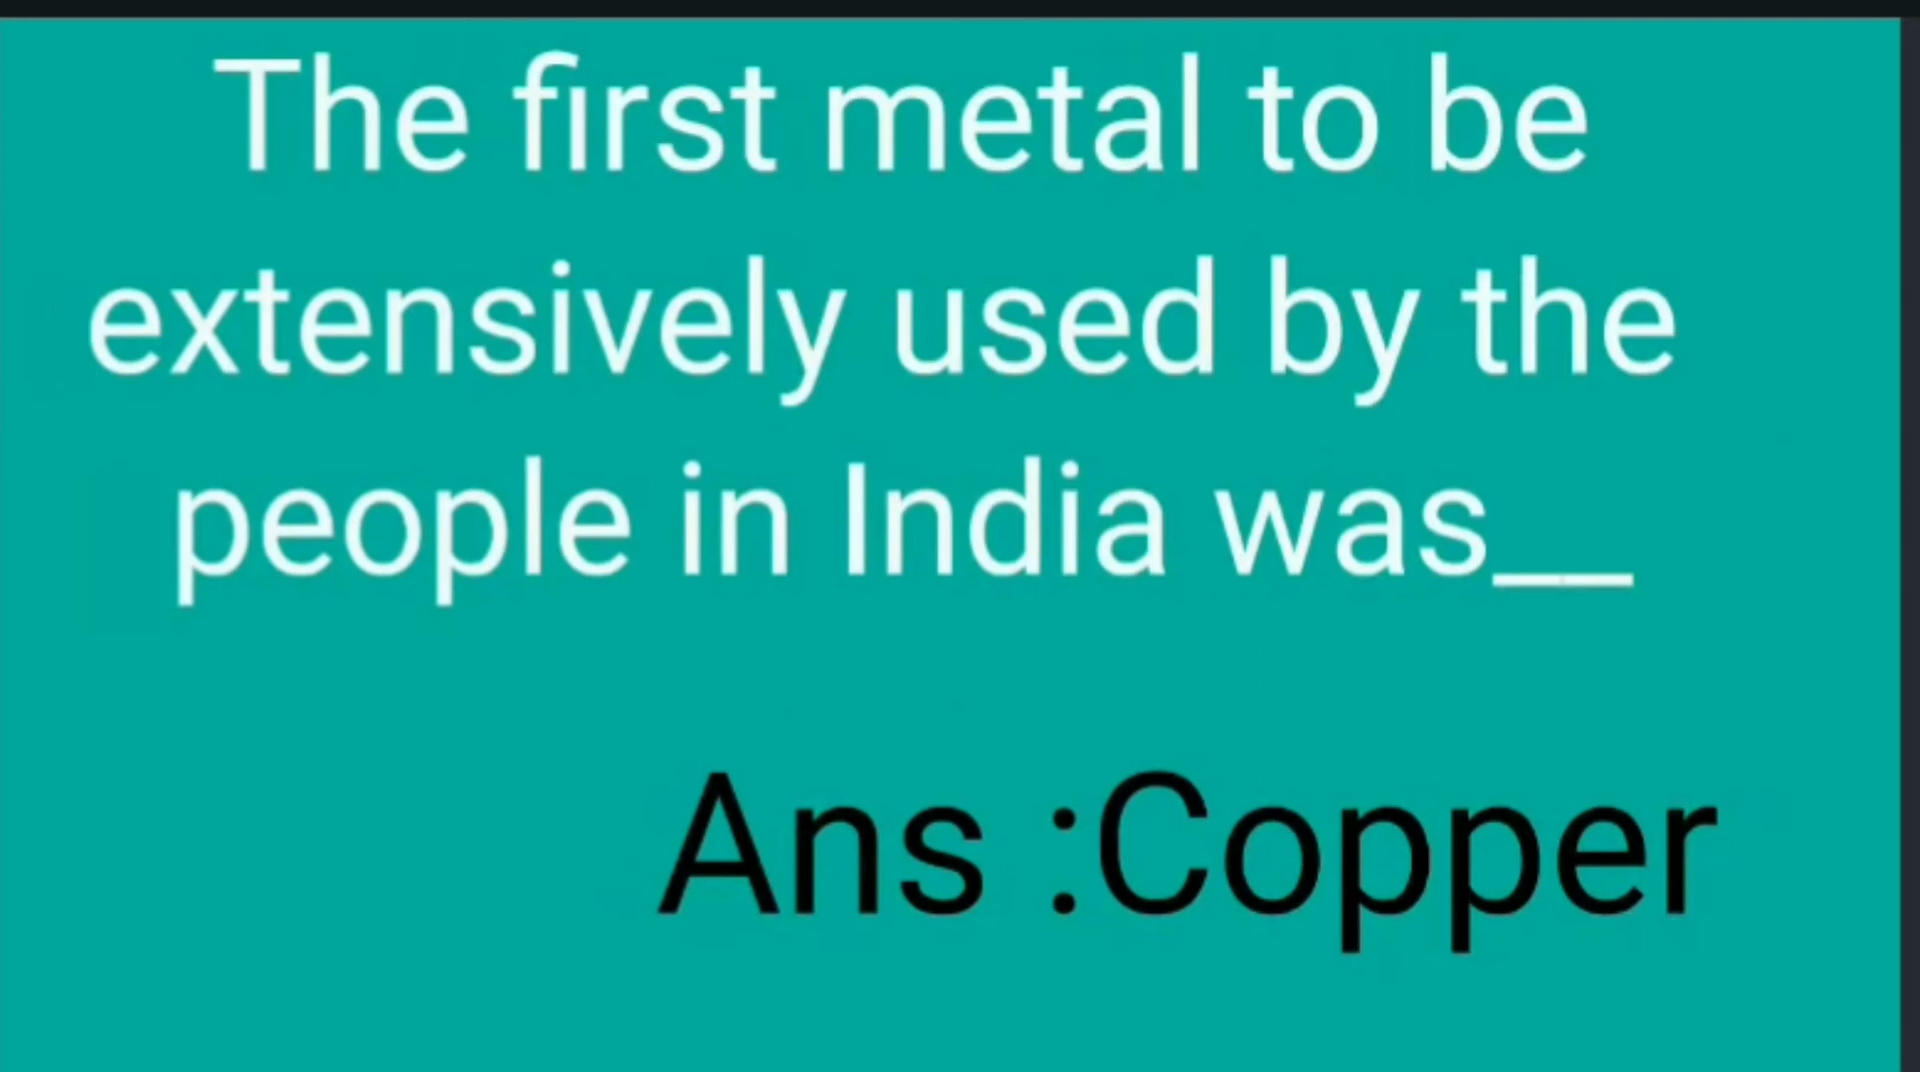 The first metal to be
extensively used by the
people in India was__
Ans :Copper